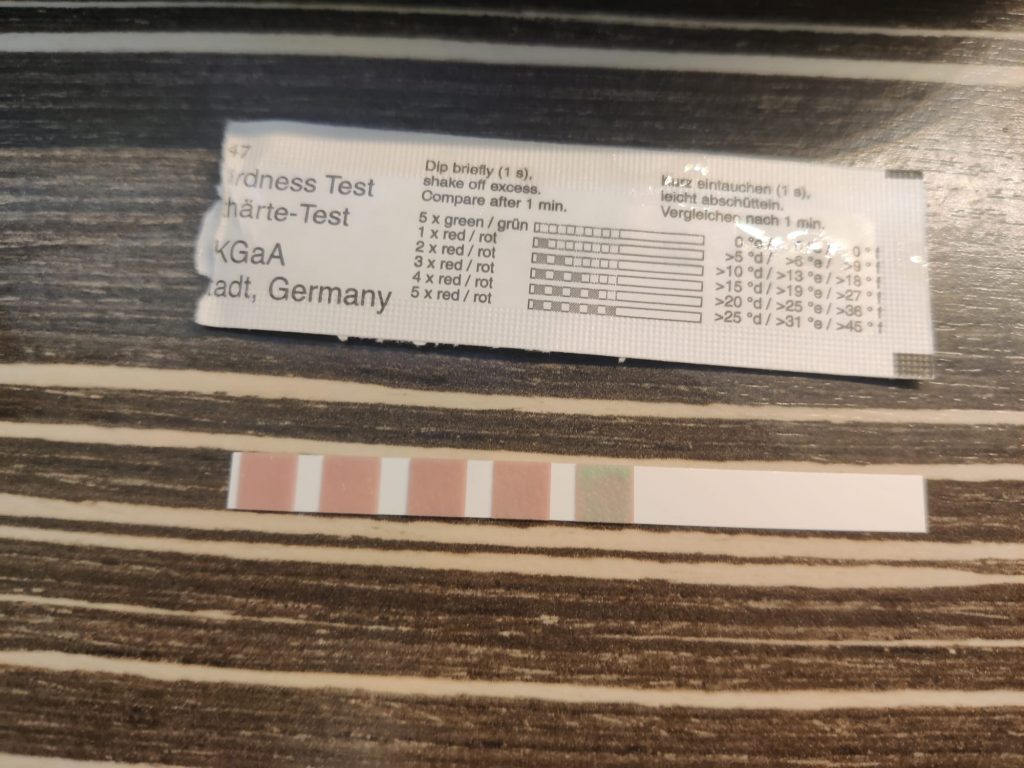 47
ardness Test
härte-Test
KGaA
tadt, Germany
Dip briefly (1 s),
shake off excess.
Compare after 1 min.
Kurz eintauchen (1 s),
leicht abschütteln.
Vergleichen nach 1 min.
5 x green / grün 0 °e / 0 ° f
1 x red / rot >5 °d / >6 °e / >9 ° f
2 x red / rot >10 °d / >13 °e / >18 ° f
3 x red / rot >15 °d / >19 °e / >27 ° f
4 x red / rot >20 °d / >25 °e / >36 ° f
5 x red / rot >25 °d / >31 °e / >45 ° f